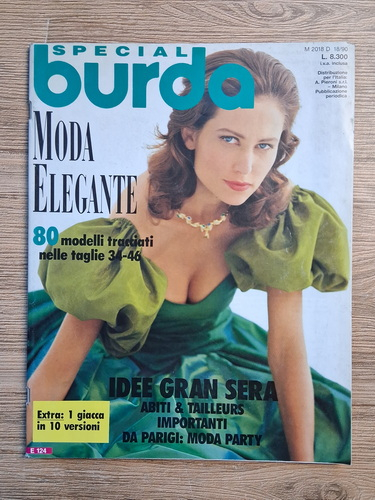 SPECIAL
burda
M 2018 D 18/90
L. 8.300
i.v.a. inclusa
Distribuzione
per l'Italia:
A. Pieroni s.r.l.
– Milano
Pubblicazione
periodica
MODA
ELEGANTE
80 modelli tracciati
nelle taglie 34-46
IDEE GRAN SERA
ABITI & TAILLEURS
IMPORTANTI
DA PARIGI: MODA PARTY
Extra: 1 giacca
in 10 versioni
E 124